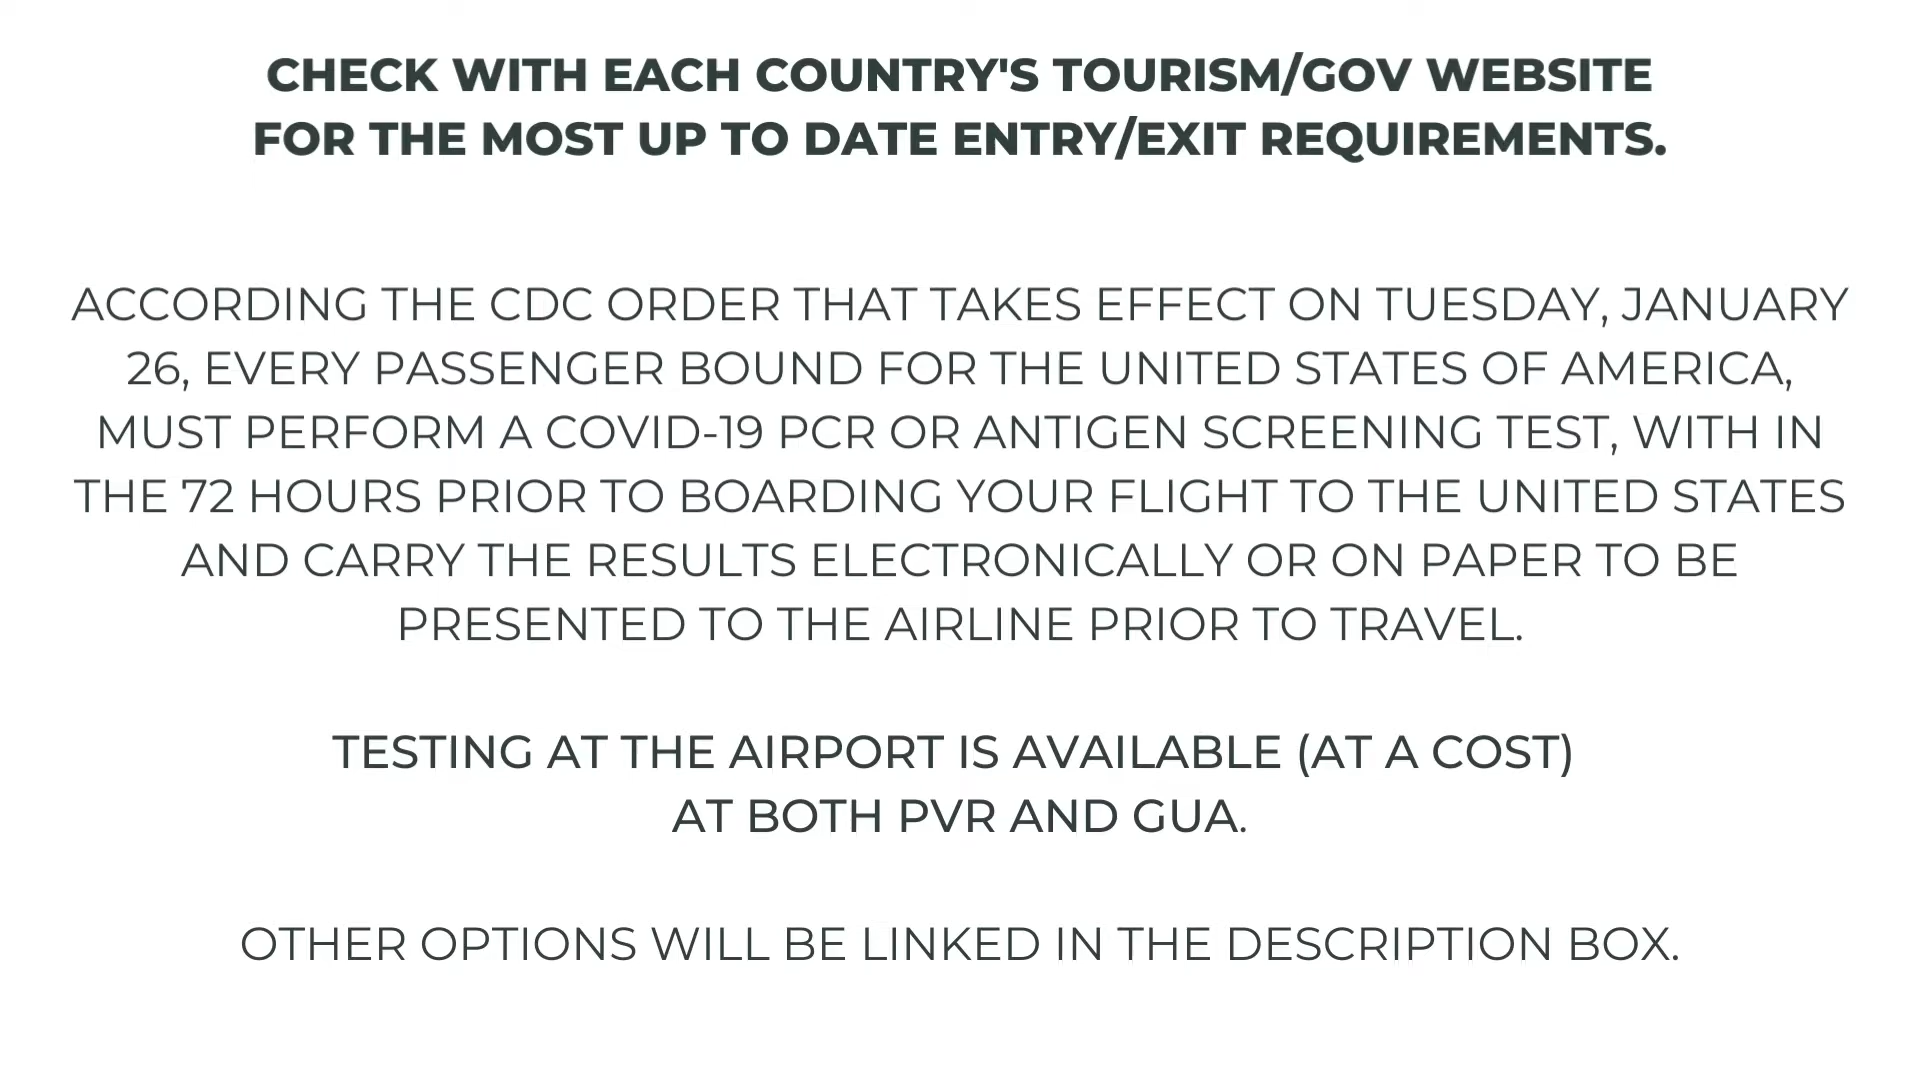 CHECK WITH EACH COUNTRY'S TOURISM/GOV WEBSITE
FOR THE MOST UP TO DATE ENTRY/EXIT REQUIREMENTS.
ACCORDING THE CDC ORDER THAT TAKES EFFECT ON TUESDAY, JANUARY
26, EVERY PASSENGER BOUND FOR THE UNITED STATES OF AMERICA,
MUST PERFORM A COVID-19 PCR OR ANTIGEN SCREENING TEST, WITH IN
THE 72 HOURS PRIOR TO BOARDING YOUR FLIGHT TO THE UNITED STATES
AND CARRY THE RESULTS ELECTRONICALLY OR ON PAPER TO BE
PRESENTED TO THE AIRLINE PRIOR TO TRAVEL.
TESTING AT THE AIRPORT IS AVAILABLE (AT A COST)
AT BOTH PVR AND GUA.
OTHER OPTIONS WILL BE LINKED IN THE DESCRIPTION BOX.